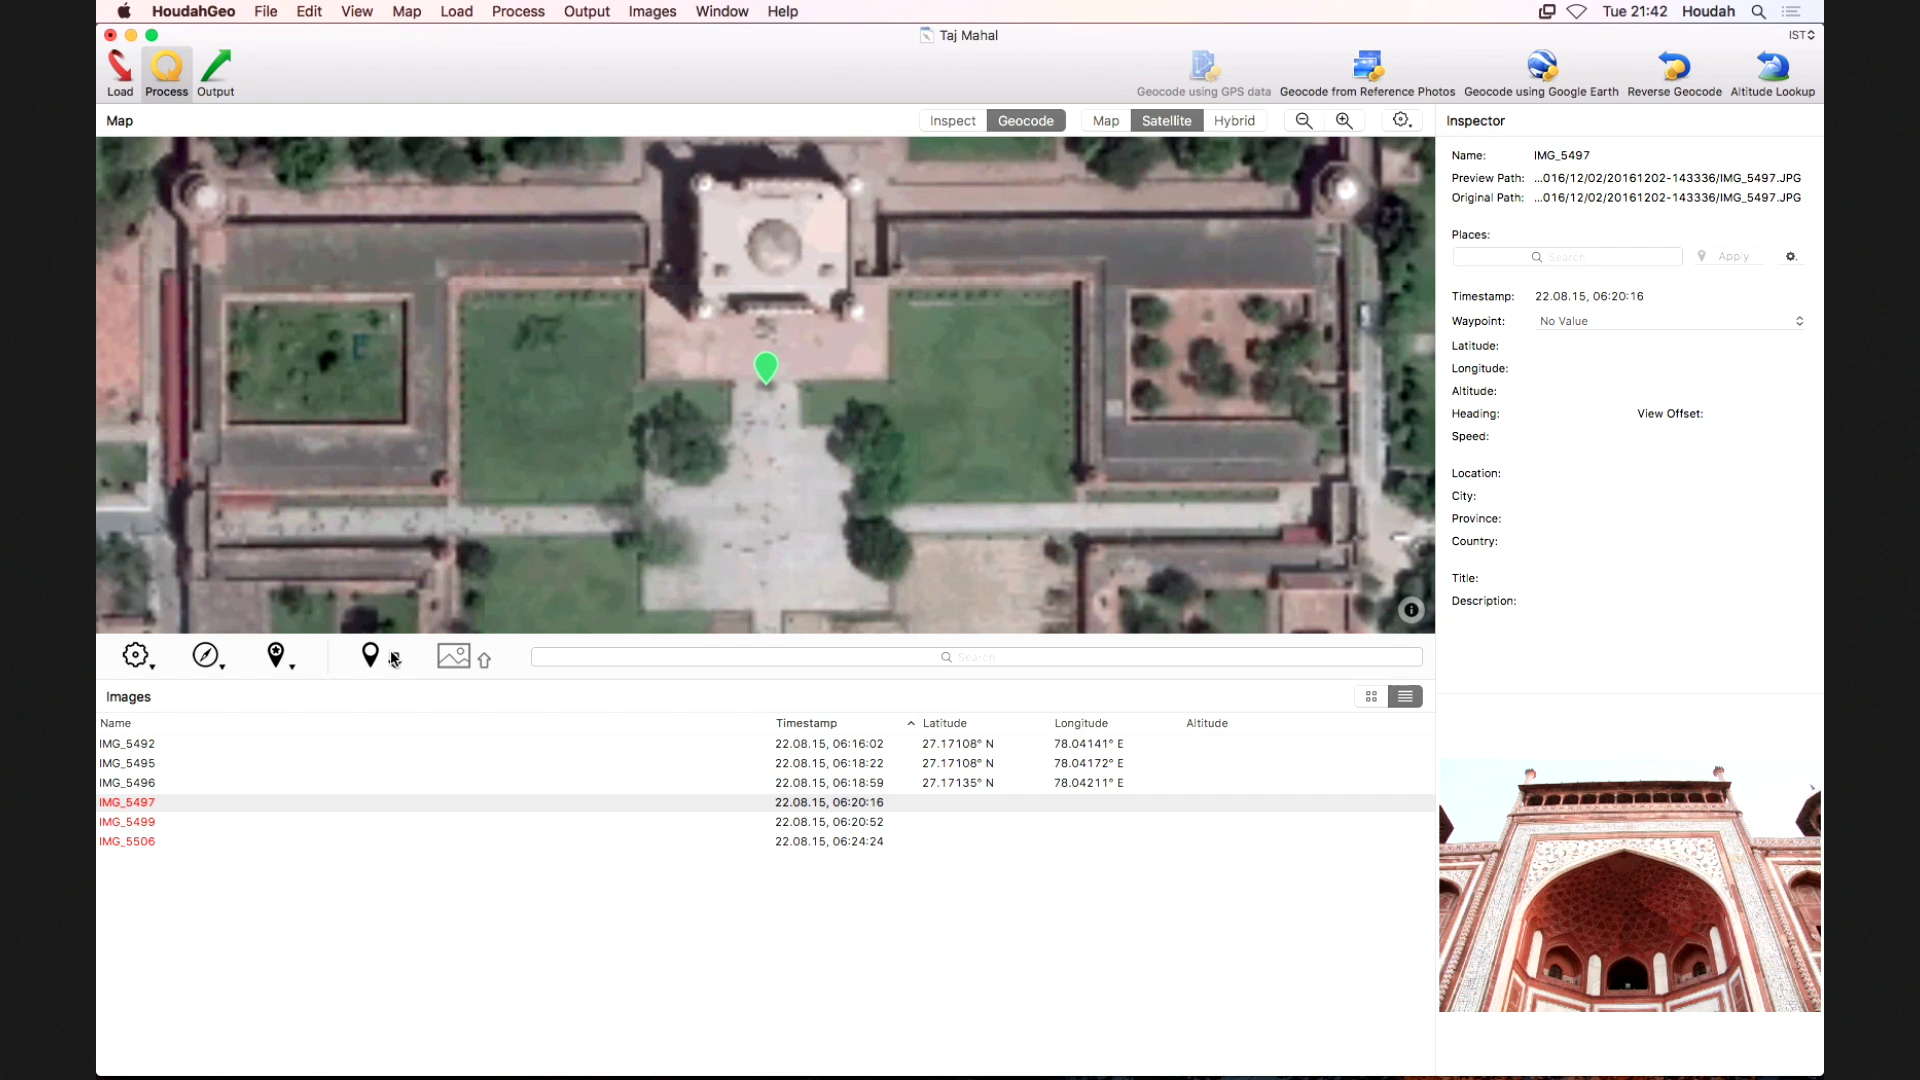 HoudahGeo File Edit View Map Load Process Output Images Window Help Tue 21:42 Houdah
Taj Mahal IST
Load Process Output Geocode using GPS data Geocode from Reference Photos Geocode using Google Earth Reverse Geocode Altitude Lookup
Map Inspect Geocode Map Satellite Hybrid Inspector
Name: IMG_5497
Preview Path: ...016/12/02/20161202-143336/IMG_5497.JPG
Original Path: ...016/12/02/20161202-143336/IMG_5497.JPG
Places:
Search Apply
Timestamp: 22.08.15, 06:20:16
Waypoint: No Value
Latitude:
Longitude:
Altitude:
Heading: View Offset:
Speed:
Location:
City:
Province:
Country:
Title:
Description:
Search
Images
Name Timestamp Latitude Longitude Altitude
IMG_5492 22.08.15, 06:16:02 27.17108° N 78.04141° E
IMG_5495 22.08.15, 06:18:22 27.17108° N 78.04172° E
IMG_5496 22.08.15, 06:18:59 27.17135° N 78.04211° E
IMG_5497 22.08.15, 06:20:16
IMG_5499 22.08.15, 06:20:52
IMG_5506 22.08.15, 06:24:24